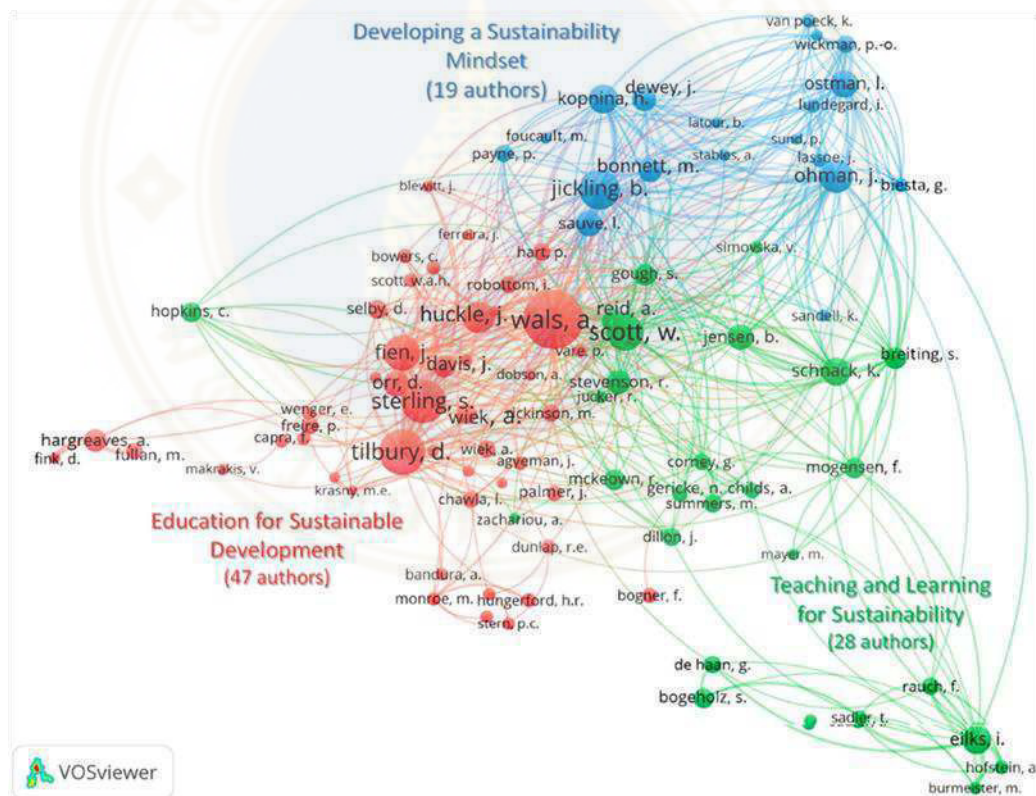 van poeck, k.
Developing a Sustainability
Mindset
(19 authors)
wickman, p.-o.
dewey, j.
ostman, l.
kopnina, h.
lundegard, i.
latour, b.
foucault, m.
sund, p.
payne, p.
stables, a.
lassoe, j.
bonnett, m.
ohman, j.
blewitt, j.
jickling, b.
biesta, g.
sauve, l.
ferreira, j.
hart, p.
simovska, v.
bowers, c.
scott, w.a.h.
robottom, i.
gough, s.
hopkins, c.
selby, d.
huckle, j.
wals, a.
reid, a.
scott, w.
sandell, k.
jensen, b.
fien, j.
davis, j.
vare, p.
breiting, s.
schnack, k.
orr, d.
dobson, a.
stevenson, r.
jucker, r.
sterling, s.
wiek, a.
dickinson, m.
wenger, e.
freire, p.
hargreaves, a.
capra, f.
fink, d.
fullan, m.
tilbury, d.
wiek, a.
agyeman, j.
corney, g.
makrakis, v.
mckeown, r.
mogensen, f.
krasny, m.e.
chawla, l.
palmer, j.
gericke, n.
childs, a.
summers, m.
Education for Sustainable
Development
(47 authors)
zachariou, a.
dillon, j.
dunlap, r.e.
mayer, m.
bandura, a.
Teaching and Learning
for Sustainability
(28 authors)
monroe, m.
hungerford, h.r.
bogner, f.
stern, p.c.
de haan, g.
bogeholz, s.
rauch, f.
sadler, t.
eilks, i.
hofstein, a
burmeister, m.
VOSviewer